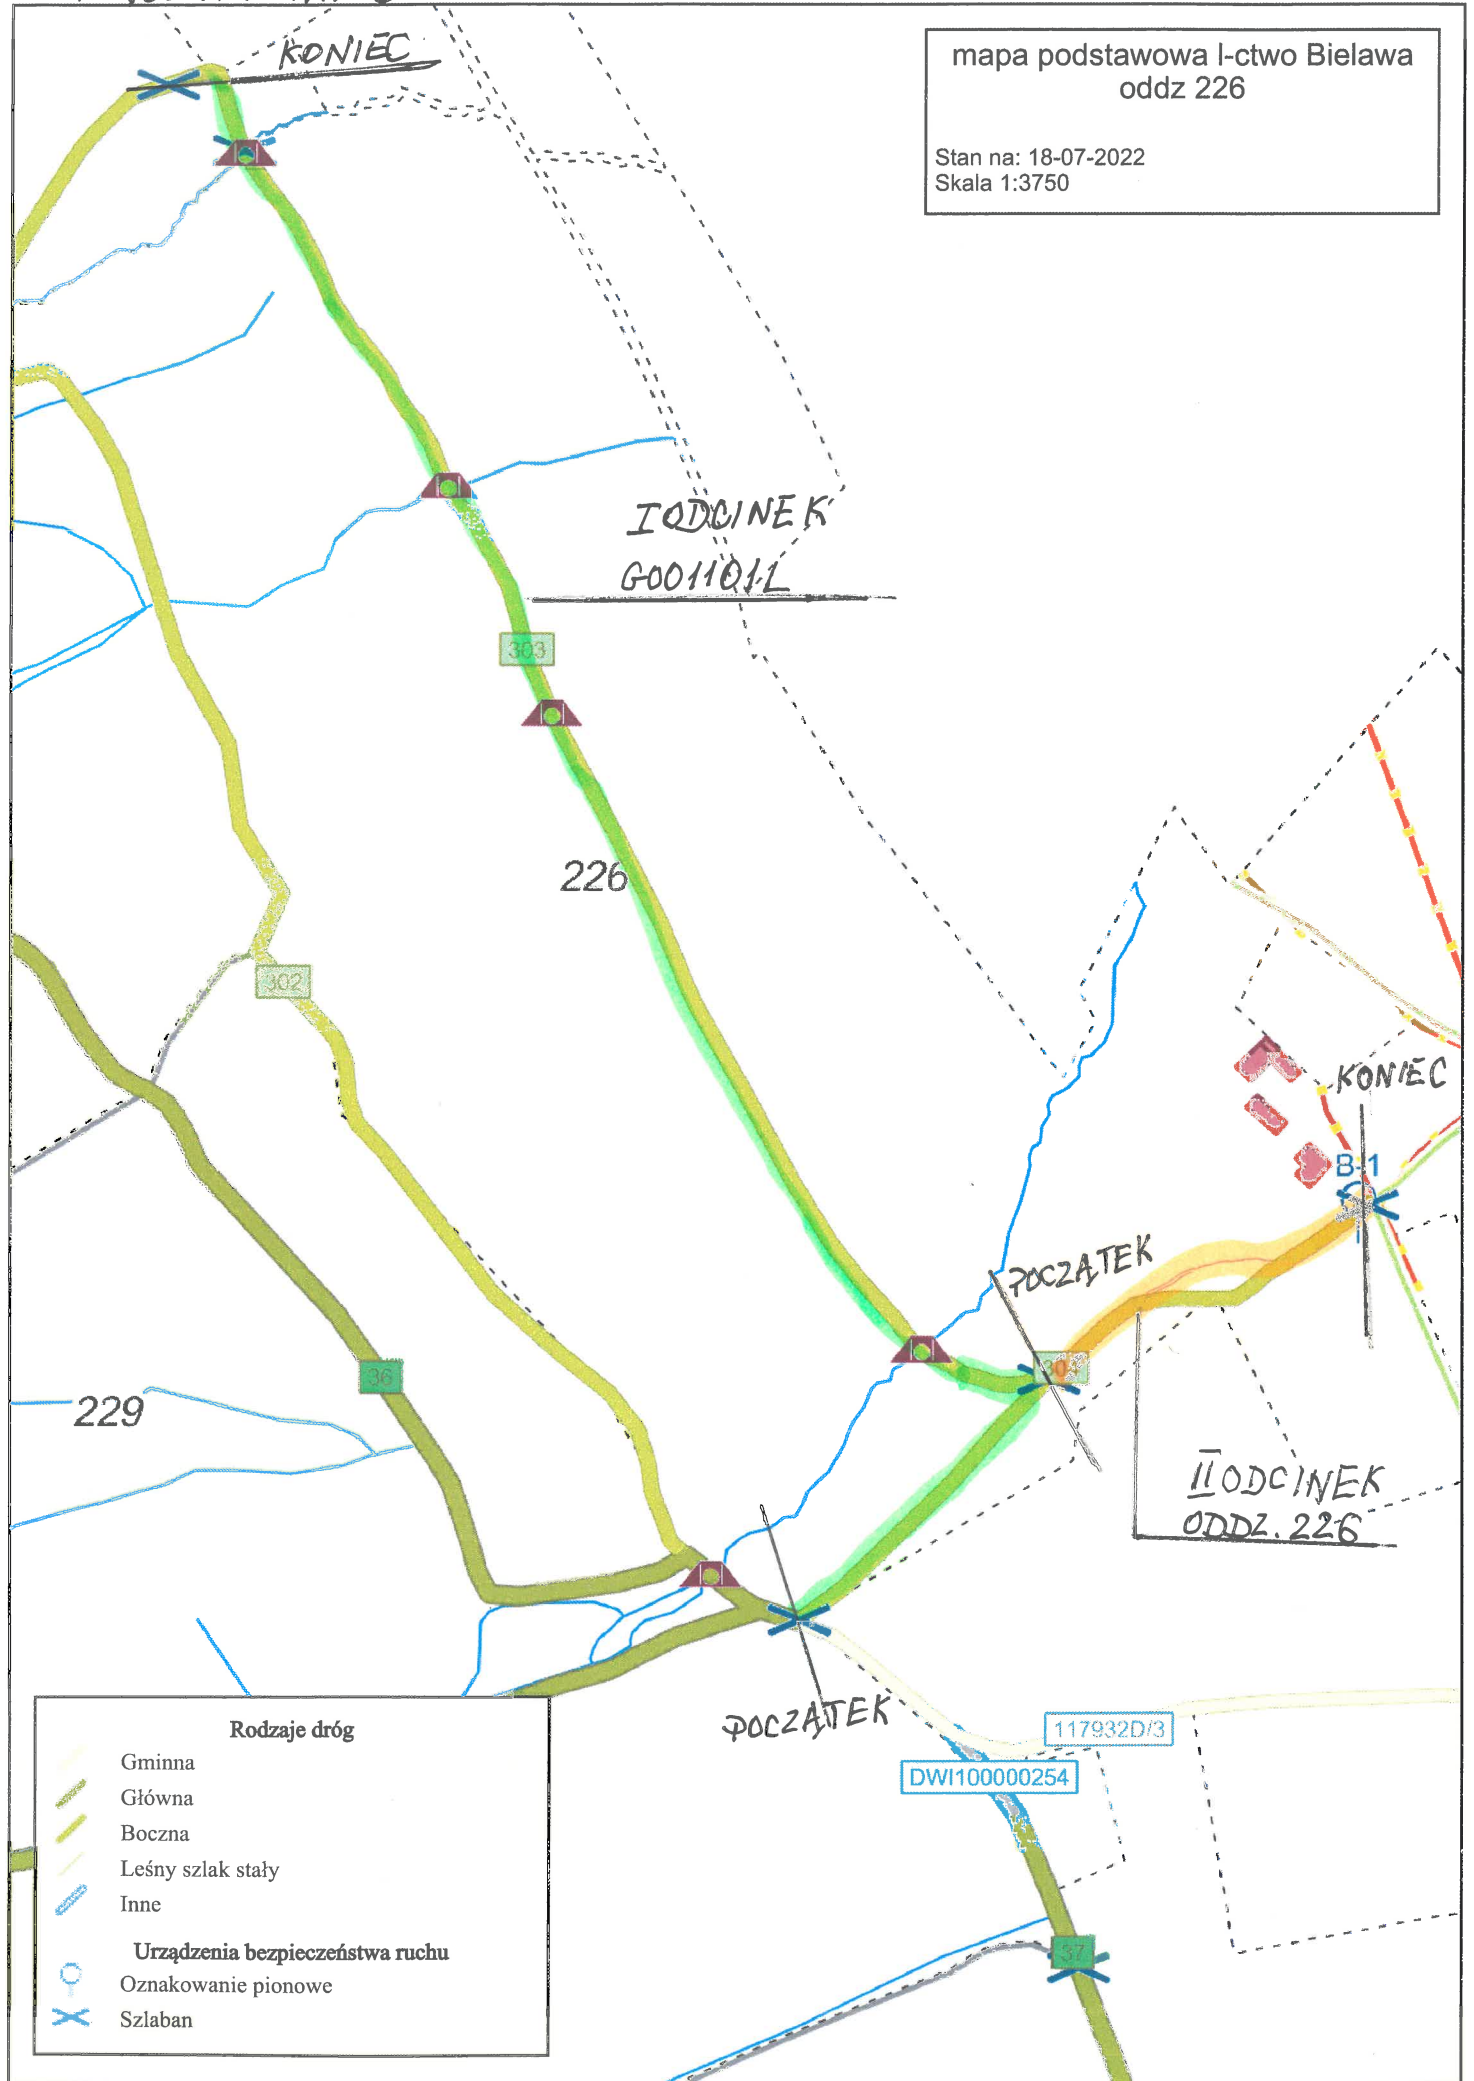 KONIEC
mapa podstawowa l-ctwo Bielawa
oddz 226
Stan na: 18-07-2022
Skala 1:3750
I ODCINEK
G001101L
303
226
302
KONIEC
B-1
POCZĄTEK
304
36
229
II ODCINEK
ODDZ. 226
POCZĄTEK
117932D/3
DWI100000254
37
Rodzaje dróg
Gminna
Główna
Boczna
Leśny szlak stały
Inne
Urządzenia bezpieczeństwa ruchu
Oznakowanie pionowe
Szlaban